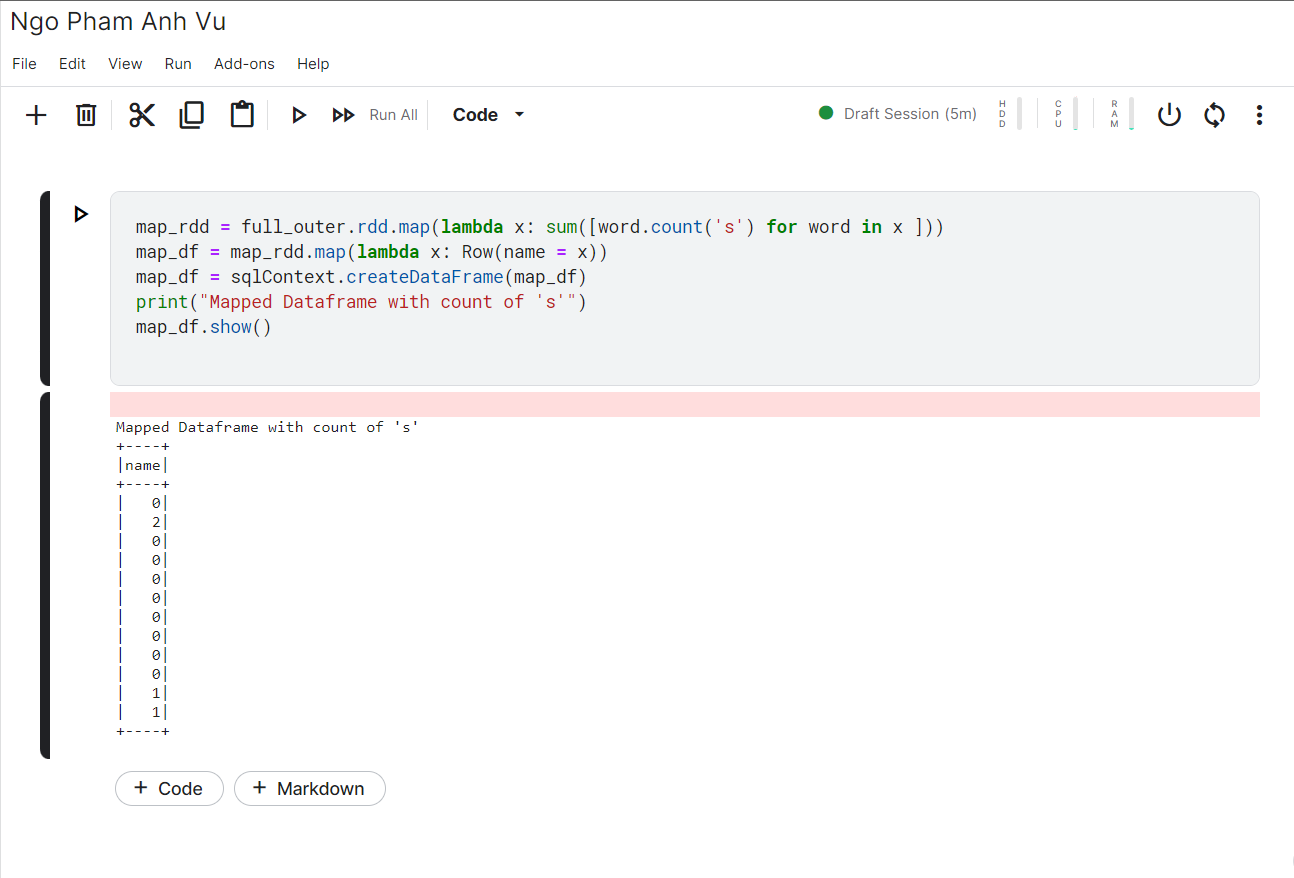 Ngo Pham Anh Vu
File Edit View Run Add-ons Help
Run All Code Draft Session (5m) HDD CPU RAM
map_rdd = full_outer.rdd.map(lambda x: sum([word.count('s') for word in x ]))
map_df = map_rdd.map(lambda x: Row(name = x))
map_df = sqlContext.createDataFrame(map_df)
print("Mapped Dataframe with count of 's'")
map_df.show()
Mapped Dataframe with count of 's'
+----+
|name|
+----+
|   0|
|   2|
|   0|
|   0|
|   0|
|   0|
|   0|
|   0|
|   0|
|   0|
|   1|
|   1|
+----+
+ Code + Markdown